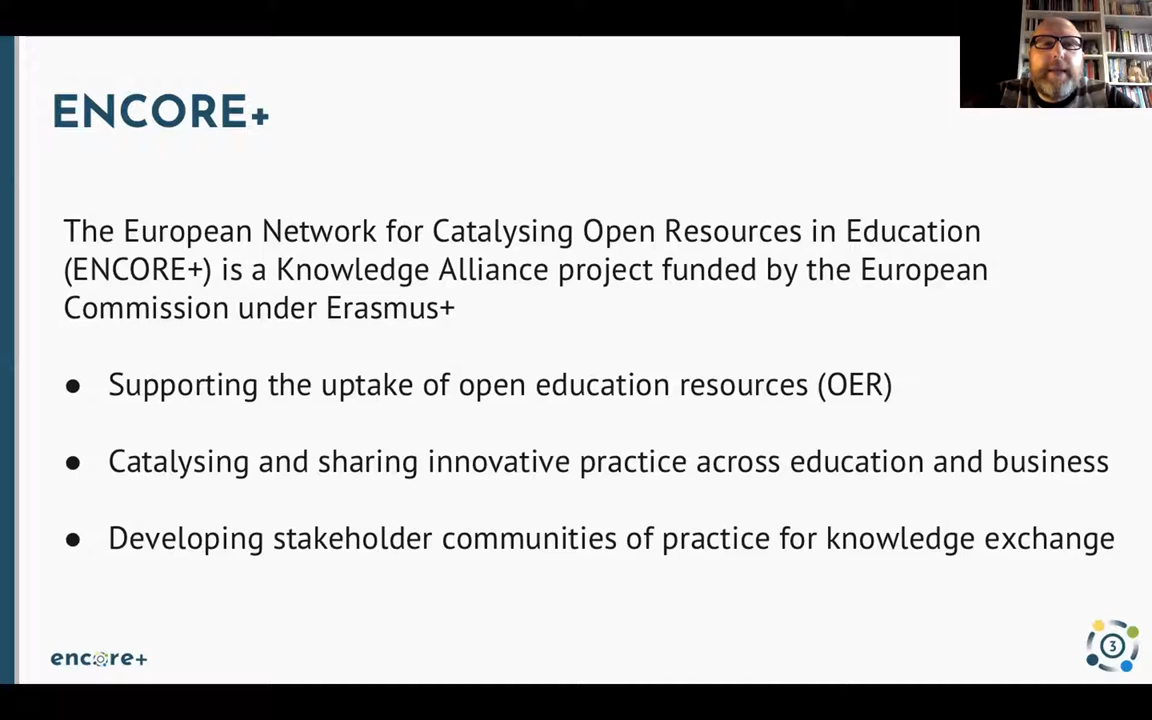 ENCORE+
The European Network for Catalysing Open Resources in Education
(ENCORE+) is a Knowledge Alliance project funded by the European
Commission under Erasmus+
● Supporting the uptake of open education resources (OER)
● Catalysing and sharing innovative practice across education and business
● Developing stakeholder communities of practice for knowledge exchange
encore+
3